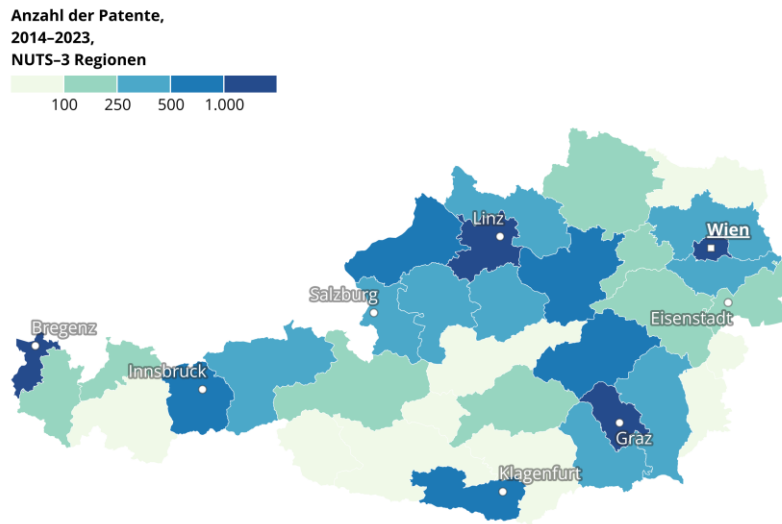 Anzahl der Patente,
2014–2023,
NUTS–3 Regionen
100 250 500 1.000
Linz
Wien
Salzburg
Eisenstadt
Bregenz
Innsbruck
Graz
Klagenfurt